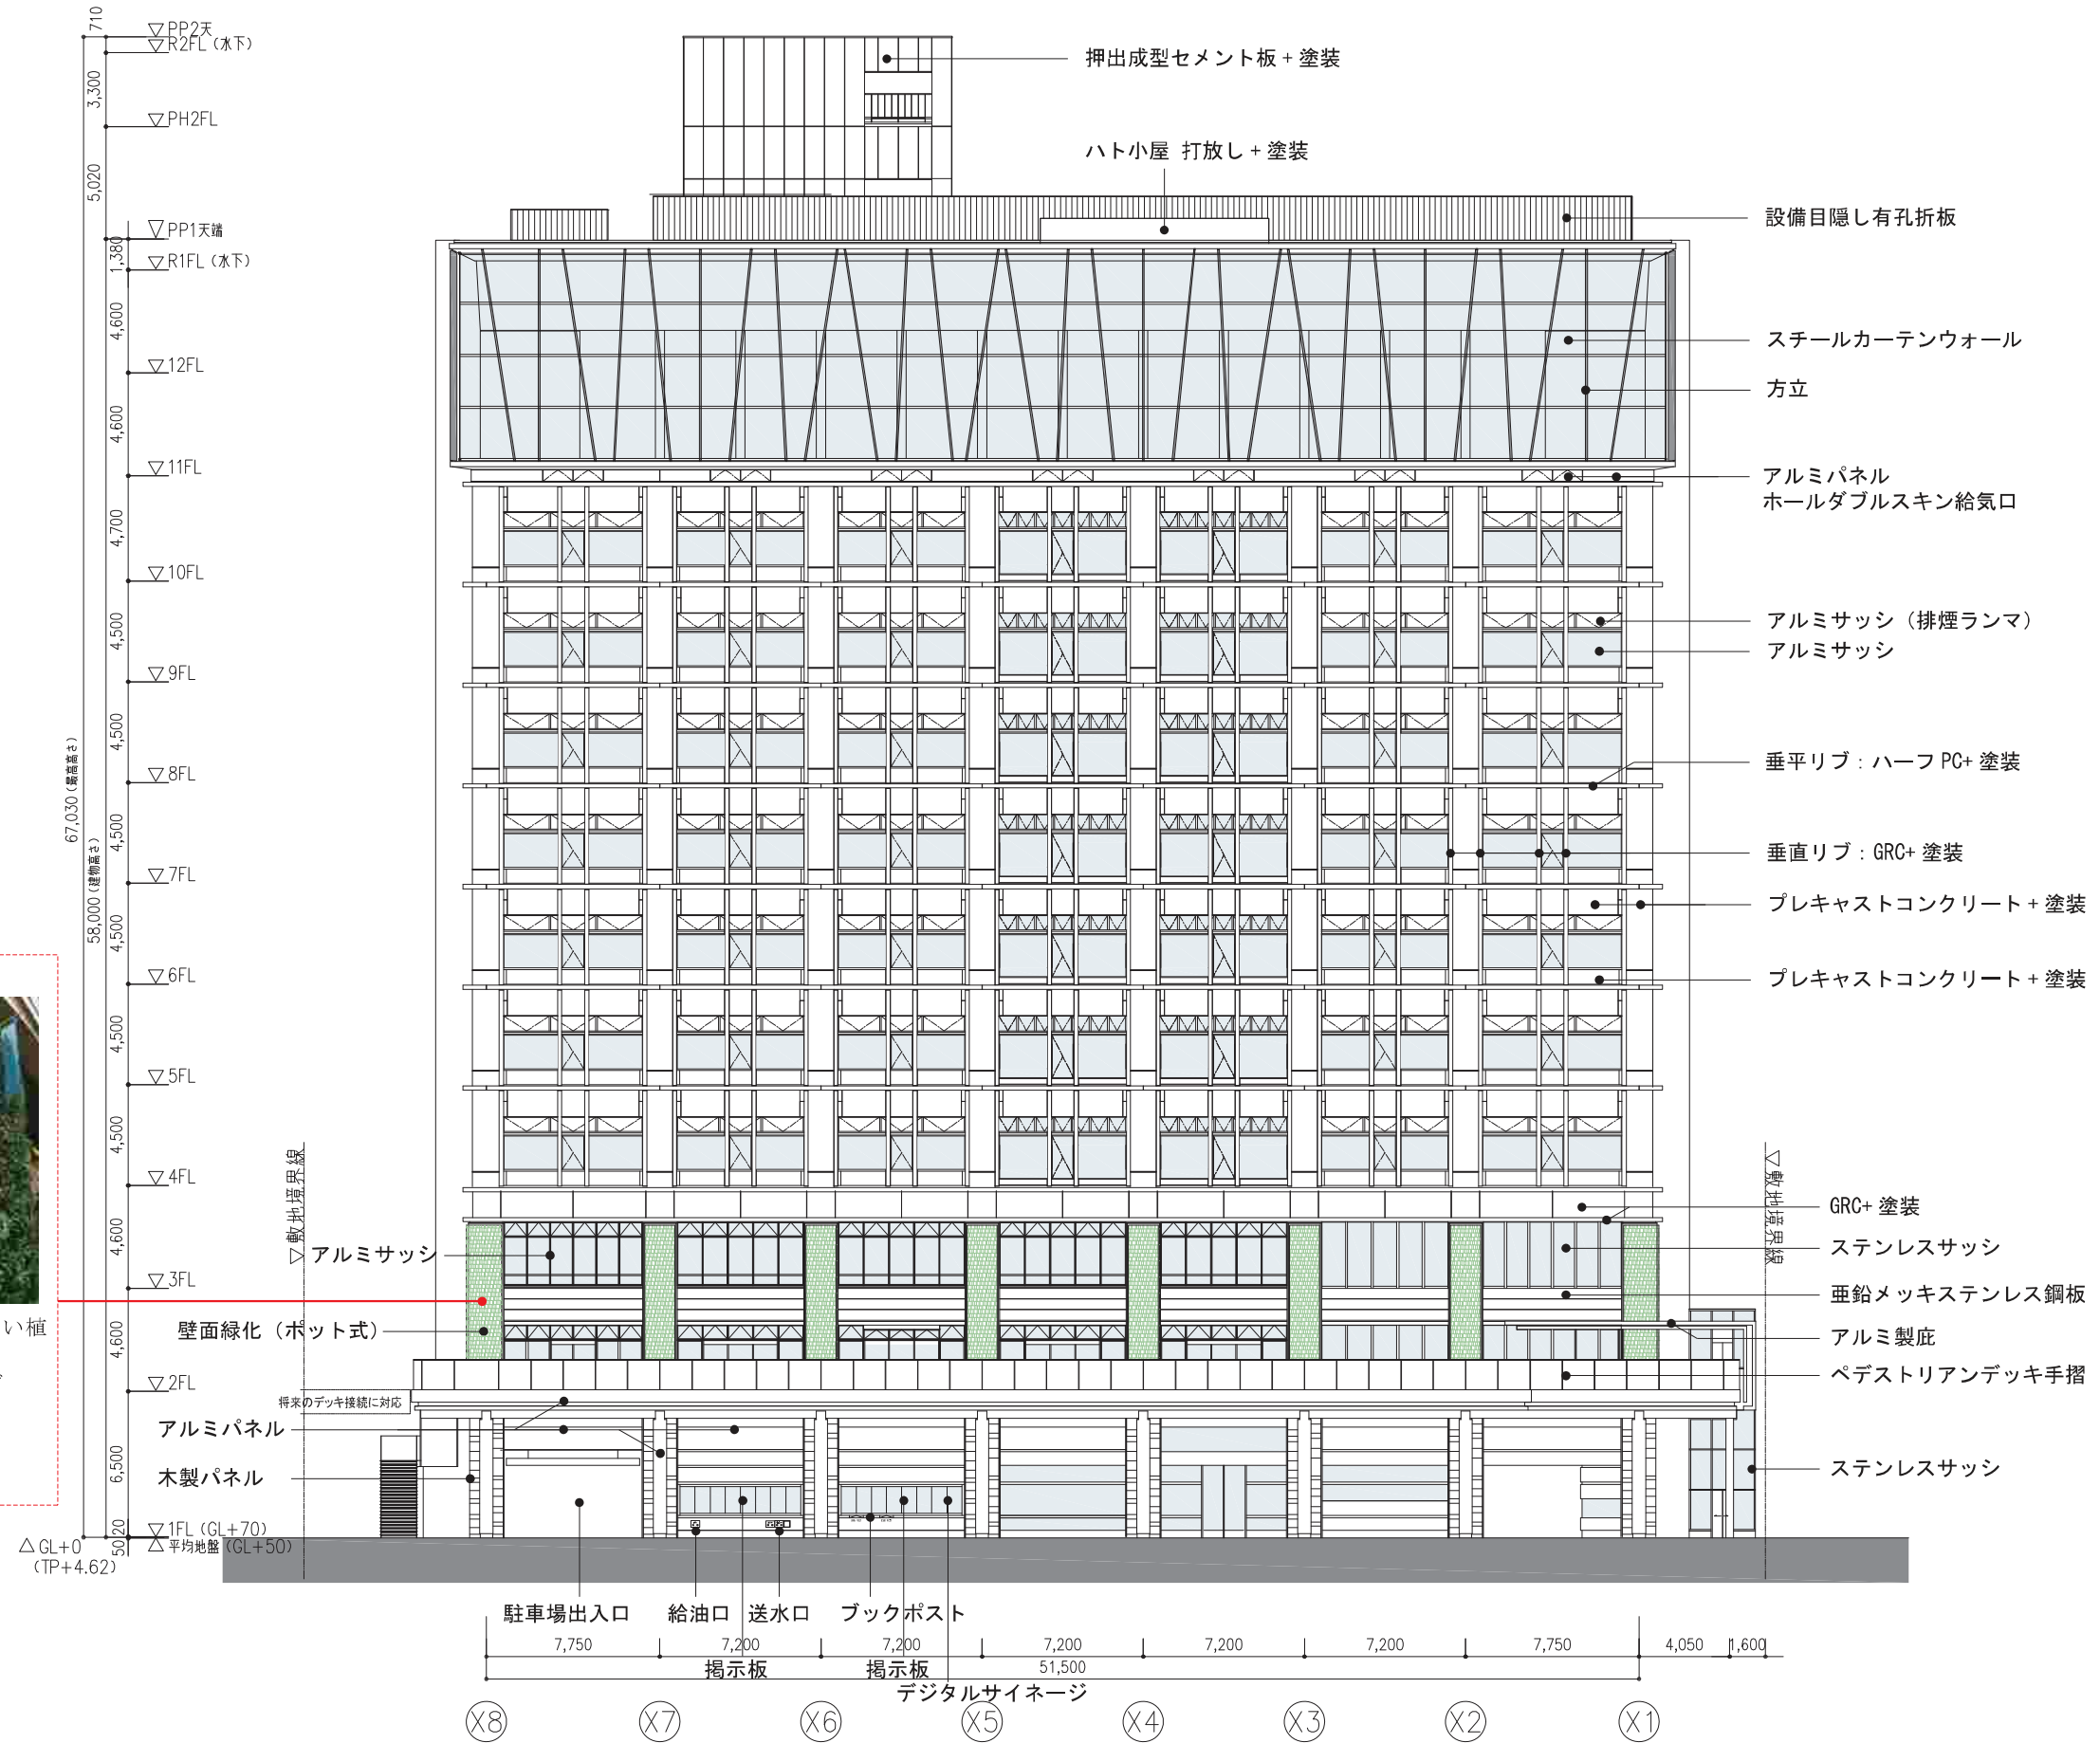 710
▽PP2天
▽R2FL（水下）
3,300
▽PH2FL
5,020
▽PP1天端
1,380
▽R1FL（水下）
4,600
▽12FL
4,600
▽11FL
4,700
▽10FL
4,500
▽9FL
4,500
▽8FL
4,500
▽7FL
4,500
▽6FL
4,500
▽5FL
4,500
▽4FL
4,600
▽3FL
4,600
▽2FL
6,500
▽1FL (GL+70)
20
50
平均地盤 (GL+50)
△GL+0
(TP+4.62)
67,030（最高高さ）
58,000（建物高さ）
押出成型セメント板＋塗装
ハト小屋 打放し＋塗装
設備目隠し有孔折板
スチールカーテンウォール
方立
アルミパネル
ホールダブルスキン給気口
アルミサッシ（排煙ランマ）
アルミサッシ
垂平リブ：ハーフPC+塗装
垂直リブ：GRC+塗装
プレキャストコンクリート＋塗装
プレキャストコンクリート＋塗装
▽敷地境界線
▽敷地境界線
GRC+塗装
ステンレスサッシ
亜鉛メッキステンレス鋼板
アルミ製庇
ペデストリアンデッキ手摺
ステンレスサッシ
アルミサッシ
い植
壁面緑化（ポット式）
将来のデッキ接続に対応
アルミパネル
木製パネル
駐車場出入口
給油口
送水口
ブックポスト
7,750
7,200
7,200
7,200
7,200
7,200
7,750
4,050
1,600
掲示板
掲示板
51,500
デジタルサイネージ
X8
X7
X6
X5
X4
X3
X2
X1